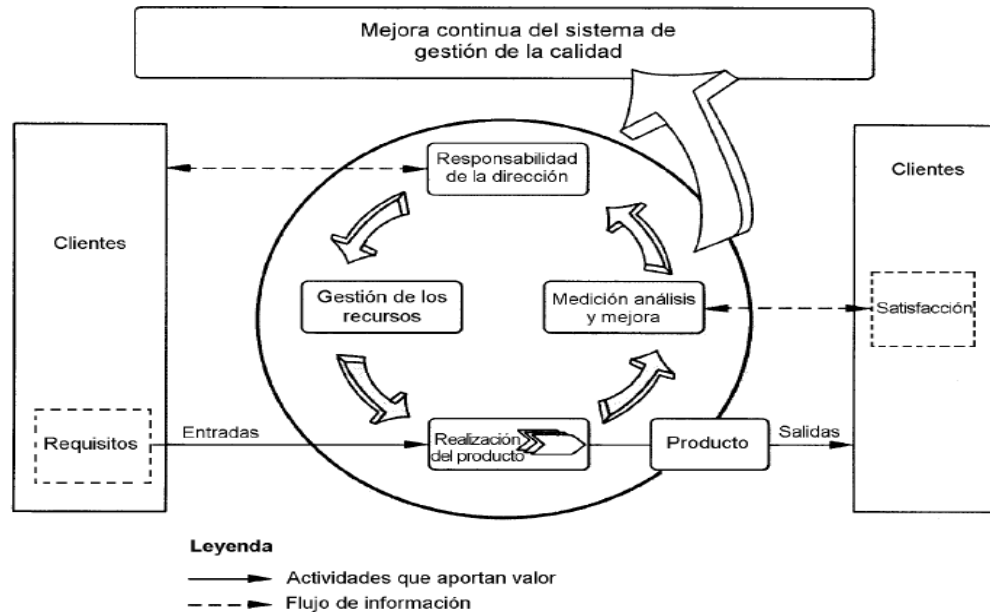 Mejora continua del sistema de
gestión de la calidad
Responsabilidad
de la dirección
Clientes
Clientes
Gestión de los
recursos
Medición análisis
y mejora
Satisfacción
Requisitos
Entradas
Realización
del producto
Producto
Salidas
Leyenda
Actividades que aportan valor
Flujo de información